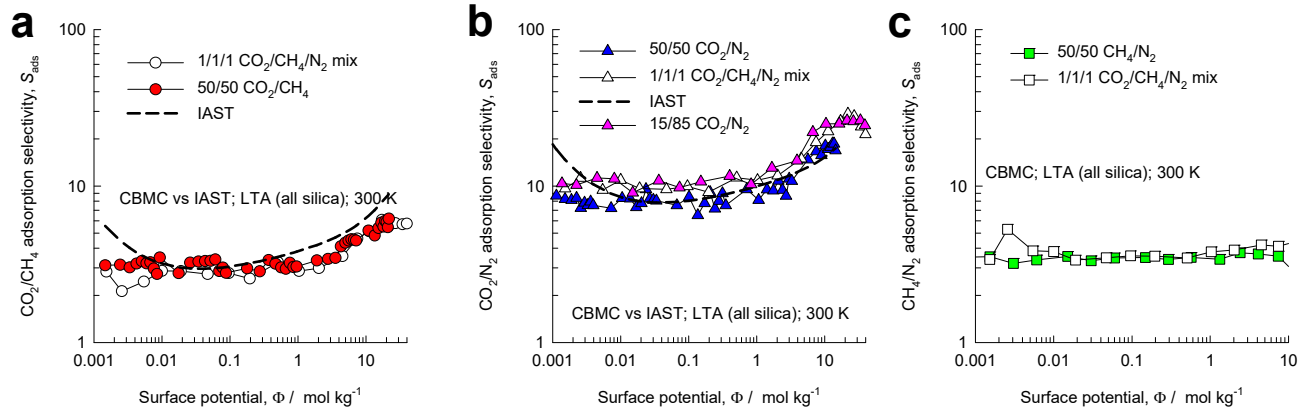 a
100
10
1
0.001 0.01 0.1 1 10
CO₂/CH₄ adsorption selectivity, S_ads
Surface potential, Φ / mol kg⁻¹
1/1/1 CO₂/CH₄/N₂ mix
50/50 CO₂/CH₄
IAST
CBMC vs IAST; LTA (all silica); 300 K
b
100
10
1
0.001 0.01 0.1 1 10
CO₂/N₂ adsorption selectivity, S_ads
Surface potential, Φ / mol kg⁻¹
50/50 CO₂/N₂
1/1/1 CO₂/CH₄/N₂ mix
IAST
15/85 CO₂/N₂
CBMC vs IAST; LTA (all silica); 300 K
c
100
10
1
0.001 0.01 0.1 1 10
CH₄/N₂ adsorption selectivity, S_ads
Surface potential, Φ / mol kg⁻¹
50/50 CH₄/N₂
1/1/1 CO₂/CH₄/N₂ mix
CBMC; LTA (all silica); 300 K